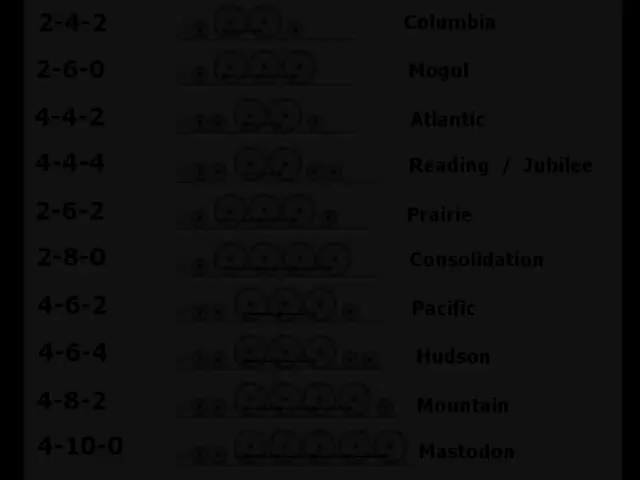 2-4-2 Columbia
2-6-0 Mogul
4-4-2 Atlantic
4-4-4 Reading / Jubilee
2-6-2 Prairie
2-8-0 Consolidation
4-6-2 Pacific
4-6-4 Hudson
4-8-2 Mountain
4-10-0 Mastodon